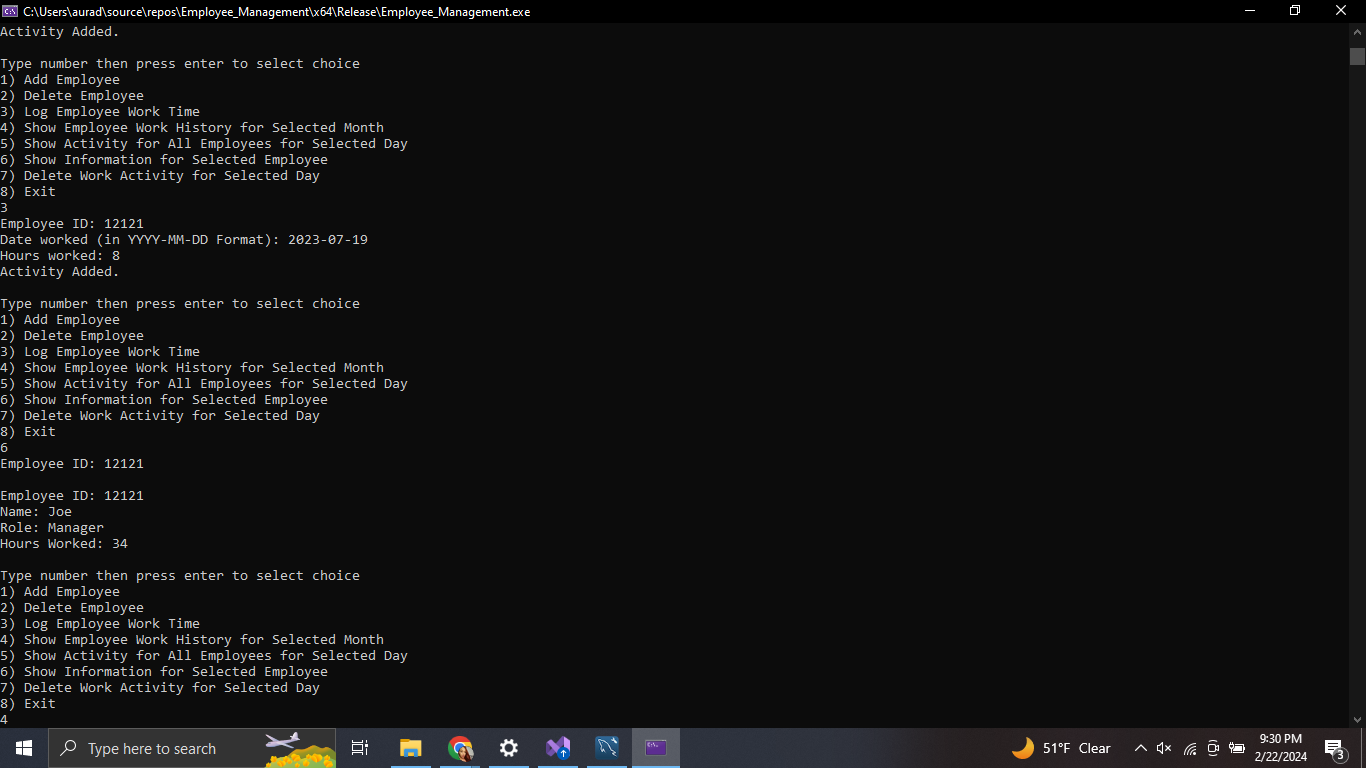 C:\Users\aurad\source\repos\Employee_Management\x64\Release\Employee_Management.exe
Activity Added.
Type number then press enter to select choice
1) Add Employee
2) Delete Employee
3) Log Employee Work Time
4) Show Employee Work History for Selected Month
5) Show Activity for All Employees for Selected Day
6) Show Information for Selected Employee
7) Delete Work Activity for Selected Day
8) Exit
3
Employee ID: 12121
Date worked (in YYYY-MM-DD Format): 2023-07-19
Hours worked: 8
Activity Added.
Type number then press enter to select choice
1) Add Employee
2) Delete Employee
3) Log Employee Work Time
4) Show Employee Work History for Selected Month
5) Show Activity for All Employees for Selected Day
6) Show Information for Selected Employee
7) Delete Work Activity for Selected Day
8) Exit
6
Employee ID: 12121
Employee ID: 12121
Name: Joe
Role: Manager
Hours Worked: 34
Type number then press enter to select choice
1) Add Employee
2) Delete Employee
3) Log Employee Work Time
4) Show Employee Work History for Selected Month
5) Show Activity for All Employees for Selected Day
6) Show Information for Selected Employee
7) Delete Work Activity for Selected Day
8) Exit
4
Type here to search
51°F Clear
9:30 PM
2/22/2024
3